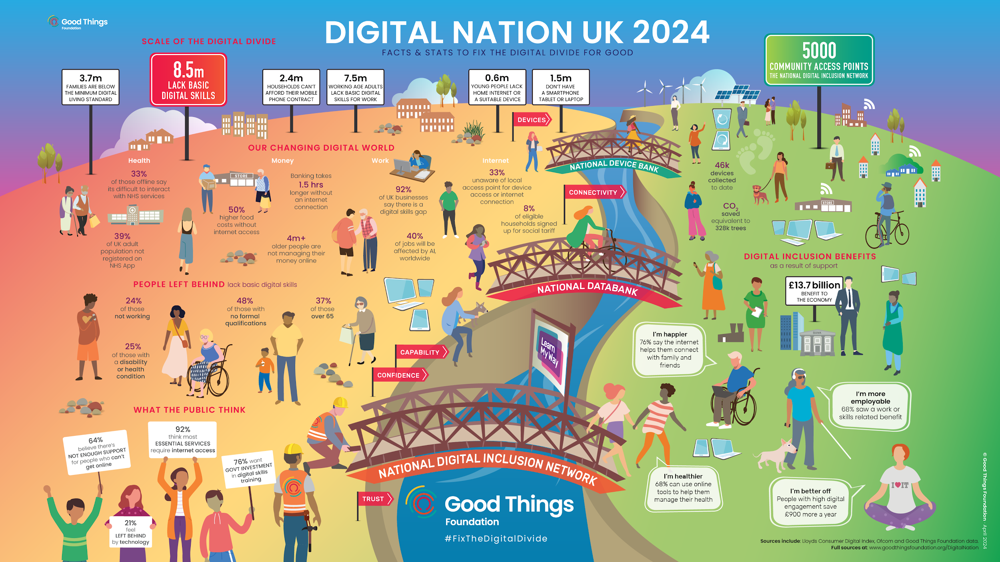 Good Things
Foundation
DIGITAL NATION UK 2024
FACTS & STATS TO FIX THE DIGITAL DIVIDE FOR GOOD
SCALE OF THE DIGITAL DIVIDE
3.7m
FAMILIES ARE BELOW
THE MINIMUM DIGITAL
LIVING STANDARD
8.5m
LACK BASIC
DIGITAL SKILLS
2.4m
HOUSEHOLDS CAN'T
AFFORD THEIR MOBILE
PHONE CONTRACT
7.5m
WORKING AGE ADULTS
LACK BASIC DIGITAL
SKILLS FOR WORK
0.6m
YOUNG PEOPLE LACK
HOME INTERNET OR
A SUITABLE DEVICE
1.5m
DON'T HAVE
A SMARTPHONE
TABLET OR LAPTOP
5000
COMMUNITY ACCESS POINTS
THE NATIONAL DIGITAL INCLUSION NETWORK
OUR CHANGING DIGITAL WORLD
Health
33%
of those offline say
its difficult to interact
with NHS services
39%
of UK adult
population not
registered on
NHS App
STORE
50%
higher food
costs without
internet access
Money
Banking takes
1.5 hrs
longer without
an internet
connection
4m+
older people are
not managing their
money online
Work
92%
of UK businesses
say there is a
digital skills gap
40%
of jobs will be
affected by AI,
worldwide
Internet
33%
unaware of local
access point for device
access or internet
connection
8%
of eligible
households signed
up for social tariff
DEVICES
NATIONAL DEVICE BANK
CONNECTIVITY
NATIONAL DATABANK
46k
devices
collected
to date
CO2
saved
equivalent to
328k trees
STORE
DIGITAL INCLUSION BENEFITS
as a result of support
£13.7 billion
BENEFIT TO
THE ECONOMY
BANK
PEOPLE LEFT BEHIND lack basic digital skills
24%
of those
not working
48%
of those with
no formal
qualifications
37%
of those
over 65
25%
of those with
a disability
or health
condition
CAPABILITY
CONFIDENCE
Learn
My Way
I'm happier
76% say the internet
helps them connect
with family and
friends
I'm more
employable
68% saw a work or
skills related benefit
I'm healthier
68% can use online
tools to help them
manage their health
I'm better off
People with high digital
engagement save
£900 more a year
I❤IT
WHAT THE PUBLIC THINK
64%
believe there's
NOT ENOUGH SUPPORT
for people who can't
get online
92%
think most
ESSENTIAL SERVICES
require internet access
76% want
GOVT INVESTMENT
in digital skills
training
21%
feel
LEFT BEHIND
by technology
NATIONAL DIGITAL INCLUSION NETWORK
TRUST
Good Things
Foundation
#FixTheDigitalDivide
Sources include: Lloyds Consumer Digital Index, Ofcom and Good Things Foundation data.
Full sources at: www.goodthingsfoundation.org/DigitalNation
© Good Things Foundation · April 2024